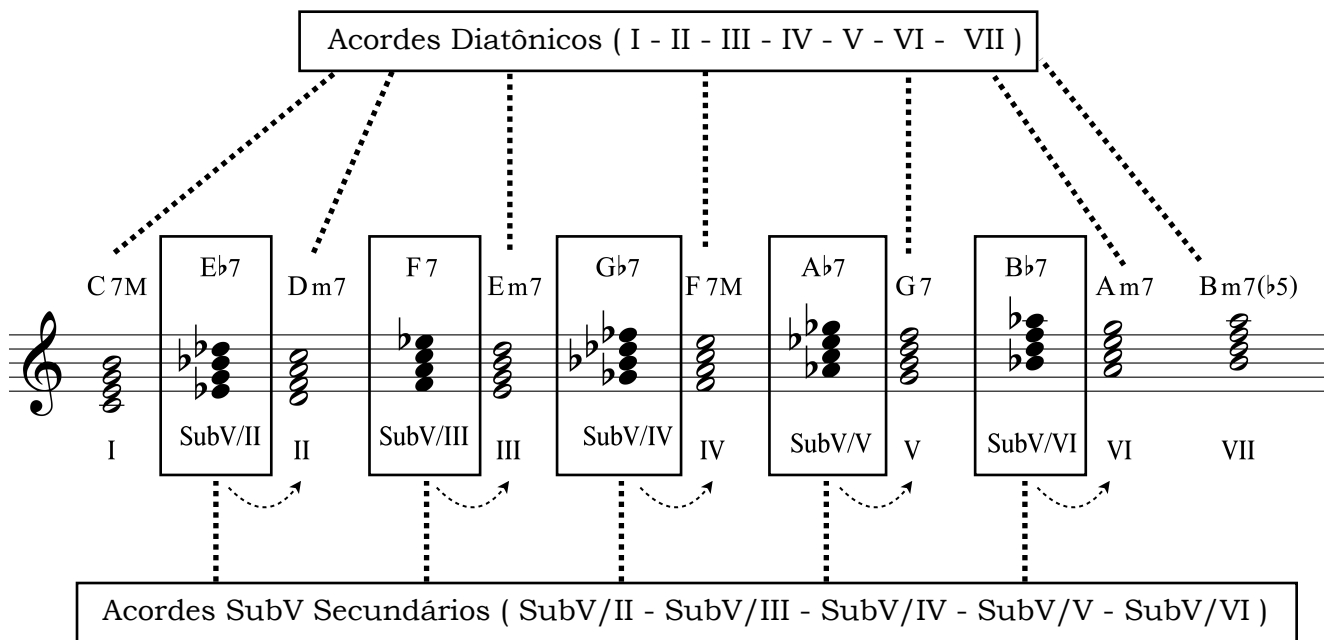 Acordes Diatônicos ( I - II - III - IV - V - VI - VII )
C 7M E♭7 D m7 F 7 E m7 G♭7 F 7M A♭7 G 7 B♭7 A m7 B m7(♭5)
I SubV/II II SubV/III III SubV/IV IV SubV/V V SubV/VI VI VII
Acordes SubV Secundários ( SubV/II - SubV/III - SubV/IV - SubV/V - SubV/VI )